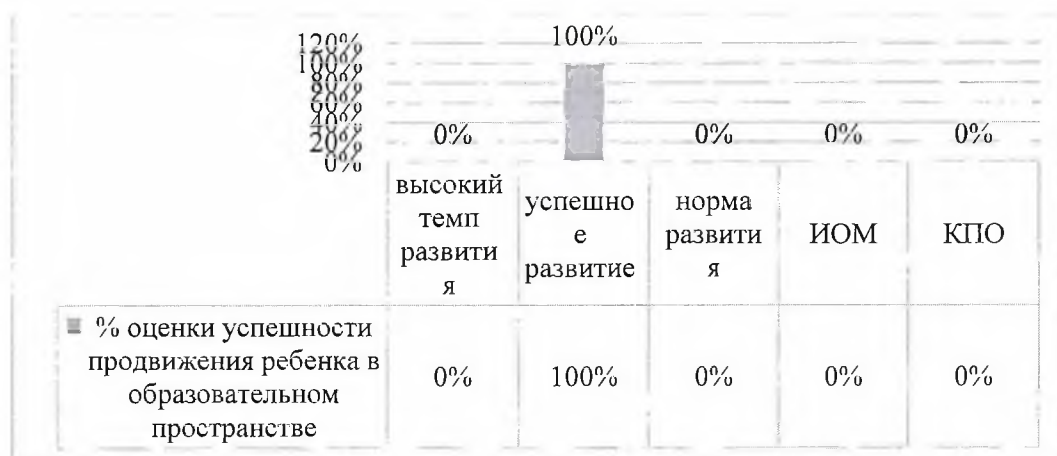 120%
100%
80%
60%
40%
20%
0%
100%
0%
0%
0%
0%
высокий
темп
развити
я
успешно
е
развитие
норма
развити
я
ИОМ
КПО
% оценки успешности
продвижения ребенка в
образовательном
пространстве
0%
100%
0%
0%
0%